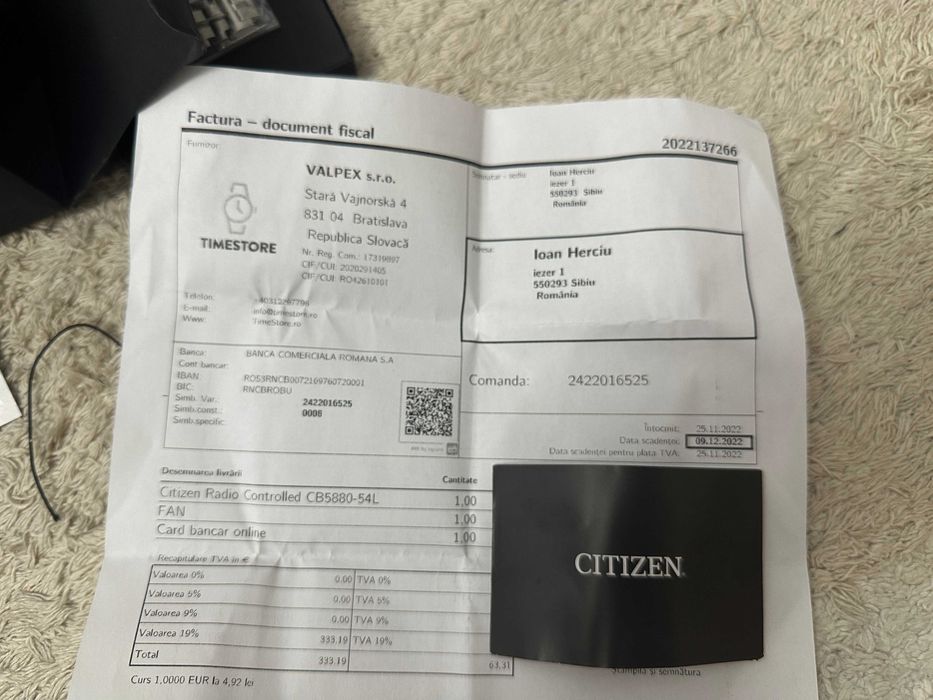 Factura – document fiscal
2022137266
Furnizor:
VALPEX s.r.o.
Stará Vajnorská 4
831 04 Bratislava
Republica Slovacă
Nr. Reg. Com.: 17319897
CIF/CUI: 2020291405
CIF/CUI: RO42610101
TIMESTORE
Telefon:
E-mail: info@timestore.ro
Www: TimeStore.ro
Ioan Herciu
iezer 1
550293 Sibiu
România
Adresa:
Ioan Herciu
iezer 1
550293 Sibiu
România
Banca: BANCA COMERCIALA ROMANA S.A
Cont bancar:
IBAN: RO53RNCB0072169760720001
BIC: RNCBROBU
Simb. Var.: 2422016525
Simb.const.: 0008
Simb.specific:
Comanda: 2422016525
Întocmit: 25.11.2022
Data scadenței: 09.12.2022
Data scadenței pentru plata TVA: 25.11.2022
Desemnarea livrării Cantitate
Citizen Radio Controlled CB5880-54L 1,00
FAN 1,00
Card bancar online 1,00
Recapitulare TVA în €
Valoarea 0% 0.00 TVA 0%
Valoarea 5% 0.00 TVA 5%
Valoarea 9% 0.00 TVA 9%
Valoarea 19% 333.19 TVA 19%
Total 333.19 63,31
Curs 1,0000 EUR la 4,92 lei
CITIZEN
Ștampila și semnătura